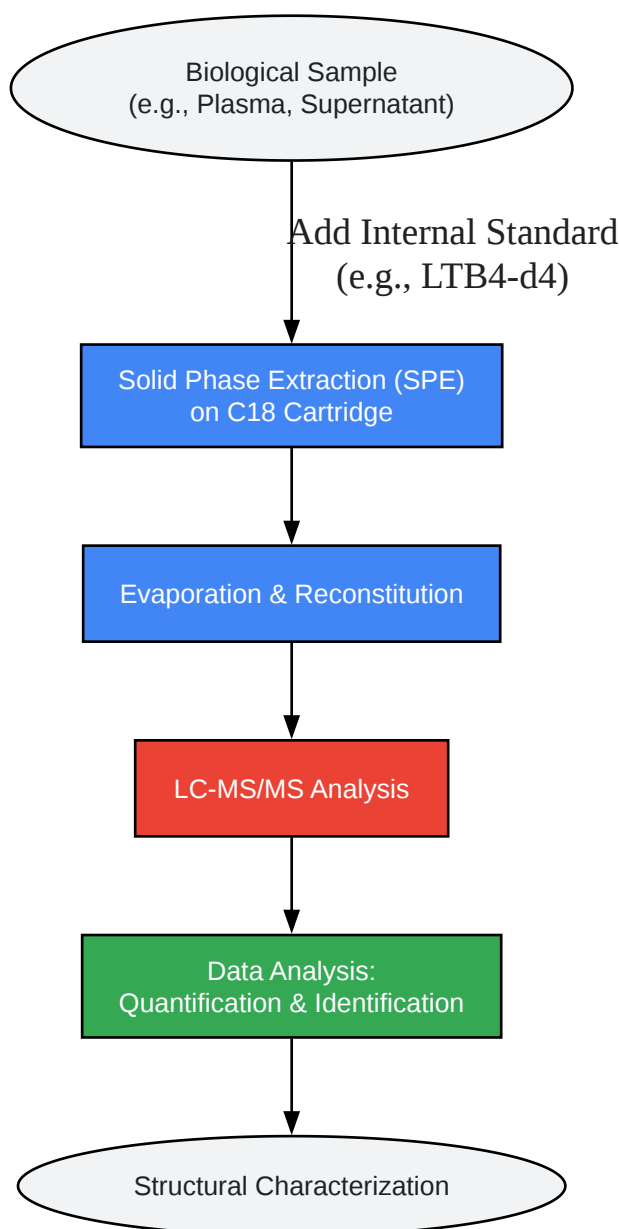 Biological Sample
(e.g., Plasma, Supernatant)
Add Internal Standard
(e.g., LTB4-d4)
Solid Phase Extraction (SPE)
on C18 Cartridge
Evaporation & Reconstitution
LC-MS/MS Analysis
Data Analysis:
Quantification & Identification
Structural Characterization